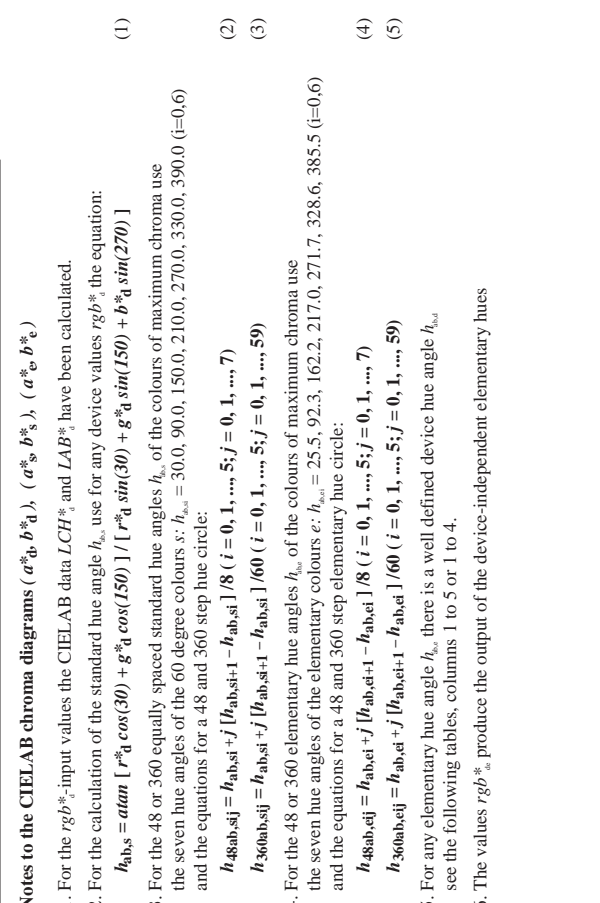 Notes to the CIELAB chroma diagrams ( a*d, b*d ), ( a*s, b*s ), ( a*e, b*e )
. For the rgb*d-input values the CIELAB data LCH*d and LAB*d have been calculated.
2. For the calculation of the standard hue angle hab,s use for any device values rgb*d the equation:
hab,s = atan [ r*d cos(30) + g*d cos(150) ] / [ r*d sin(30) + g*d sin(150) + b*d sin(270) ] (1)
3. For the 48 or 360 equally spaced standard hue angles hab,s of the colours of maximum chroma use
the seven hue angles of the 60 degree colours s: hab,si = 30.0, 90.0, 150.0, 210.0, 270.0, 330.0, 390.0 (i=0,6)
and the equations for a 48 and 360 step hue circle:
h48ab,sij = hab,si +j [hab,si+1 − hab,si ] /8 ( i = 0, 1, ..., 5; j = 0, 1, ..., 7) (2)
h360ab,sij = hab,si +j [hab,si+1 − hab,si ] /60 ( i = 0, 1, ..., 5; j = 0, 1, ..., 59) (3)
. For the 48 or 360 elementary hue angles hab,e of the colours of maximum chroma use
the seven hue angles of the elementary colours e: hab,ei = 25.5, 92.3, 162.2, 217.0, 271.7, 328.6, 385.5 (i=0,6)
and the equations for a 48 and 360 step elementary hue circle:
h48ab,eij = hab,ei +j [hab,ei+1 − hab,ei ] /8 ( i = 0, 1, ..., 5; j = 0, 1, ..., 7) (4)
h360ab,eij = hab,ei +j [hab,ei+1 − hab,ei ] /60 ( i = 0, 1, ..., 5; j = 0, 1, ..., 59) (5)
5. For any elementary hue angle hab,e there is a well defined device hue angle hab,d
see the following tables, columns 1 to 5 or 1 to 4.
6. The values rgb*de produce the output of the device-independent elementary hues